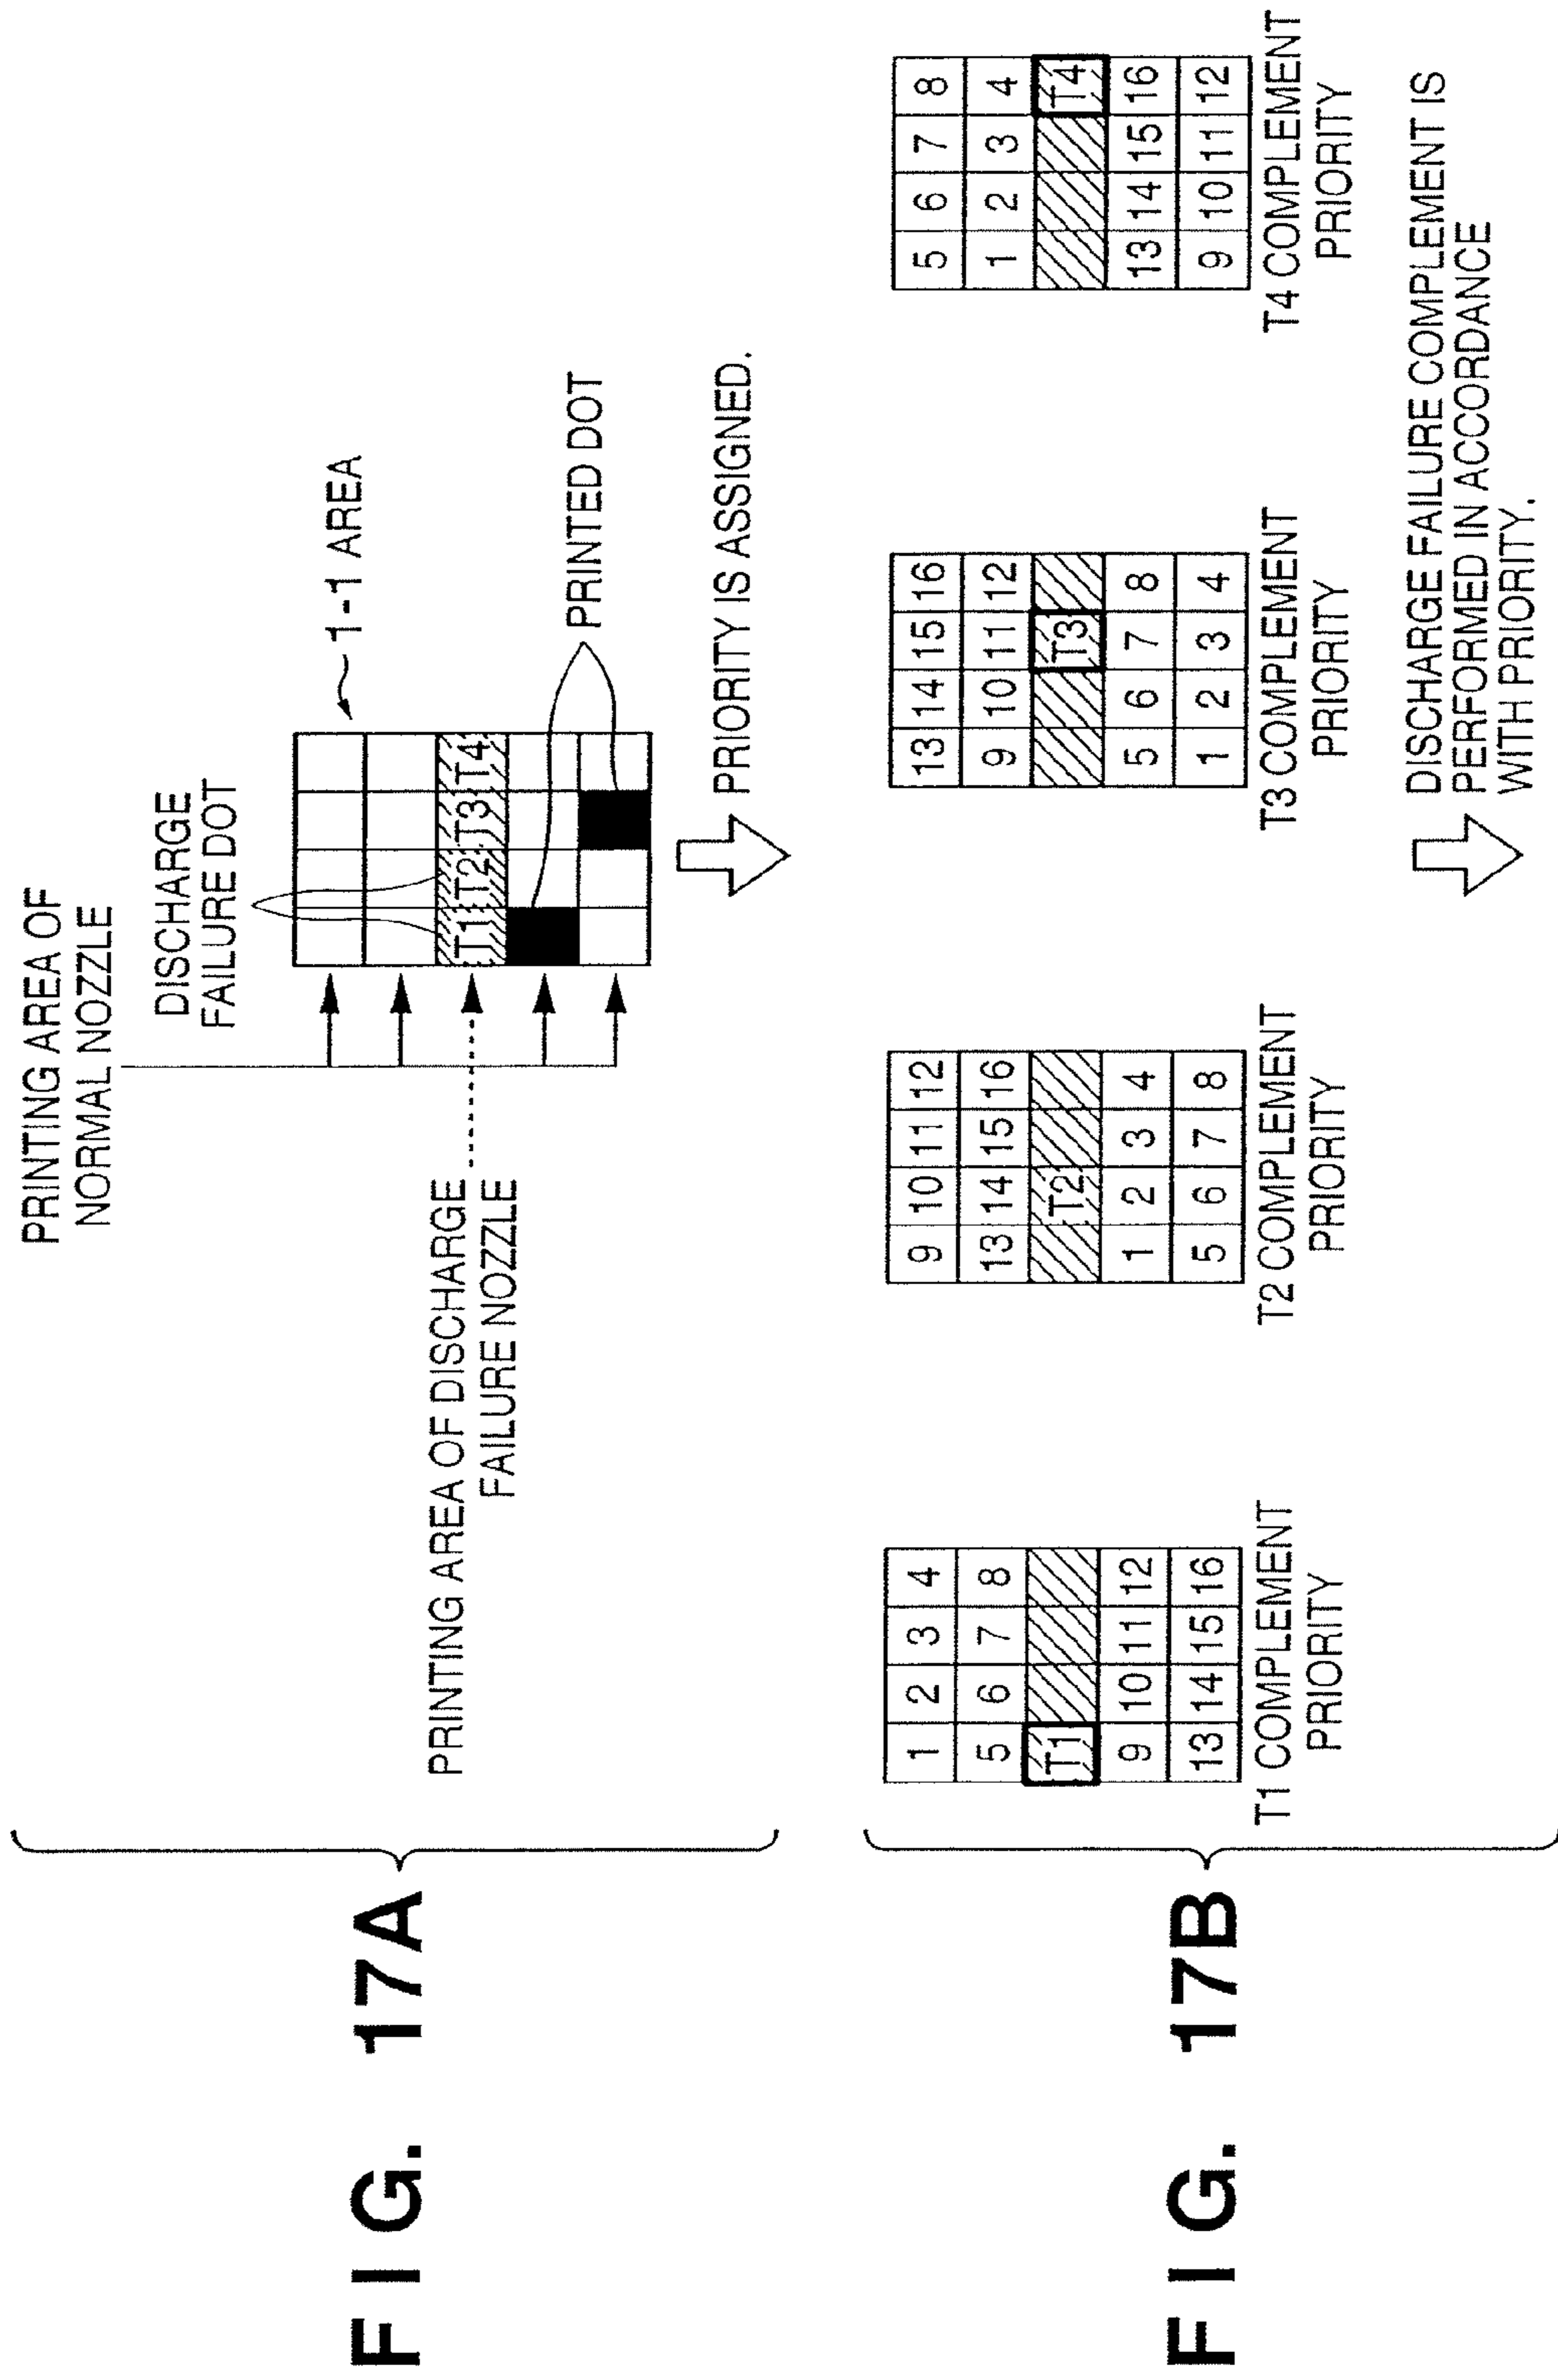 FIG. 17A
PRINTING AREA OF
NORMAL NOZZLE
DISCHARGE
FAILURE DOT
1-1 AREA
PRINTING AREA OF DISCHARGE
FAILURE NOZZLE
T1 T2 T3 T4
PRINTED DOT
PRIORITY IS ASSIGNED.
FIG. 17B
1 2 3 4
5 6 7 8
T1
9 10 11 12
13 14 15 16
T1 COMPLEMENT
PRIORITY
9 10 11 12
13 14 15 16
T2
1 2 3 4
5 6 7 8
T2 COMPLEMENT
PRIORITY
13 14 15 16
9 10 11 12
T3
5 6 7 8
1 2 3 4
T3 COMPLEMENT
PRIORITY
5 6 7 8
1 2 3 4
T4
13 14 15 16
9 10 11 12
T4 COMPLEMENT
PRIORITY
DISCHARGE FAILURE COMPLEMENT IS
PERFORMED IN ACCORDANCE
WITH PRIORITY.